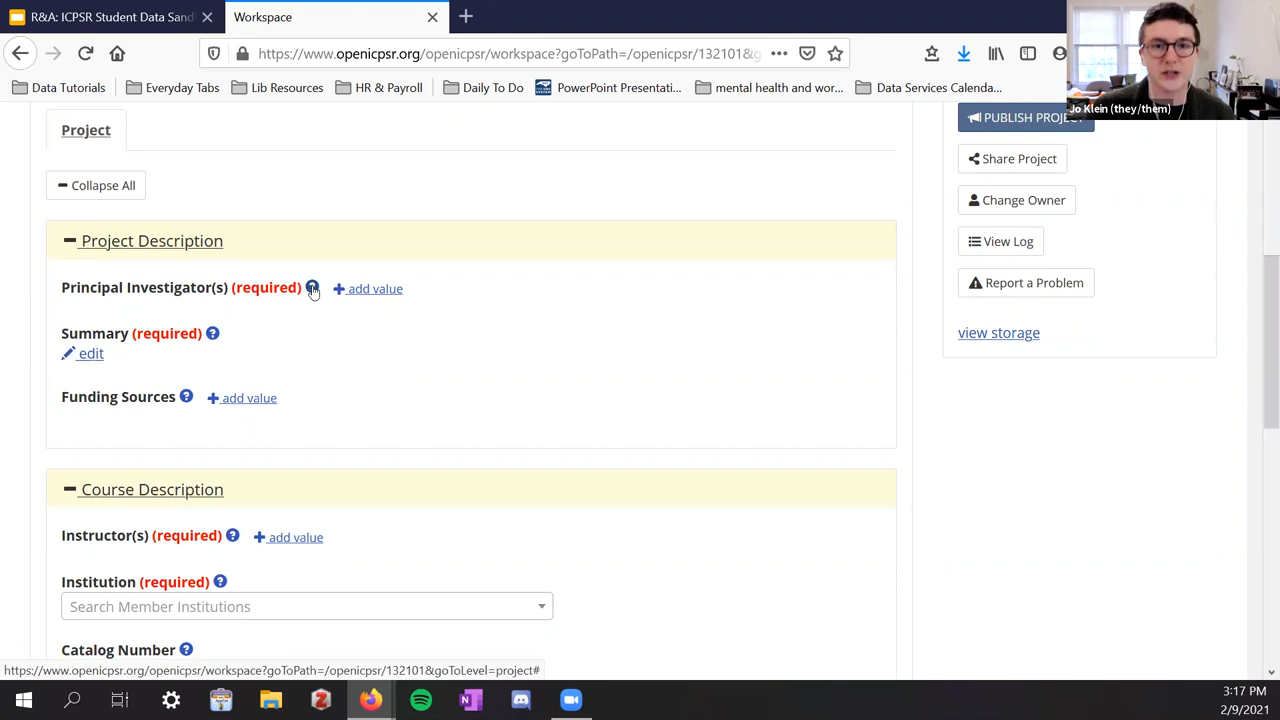 R&A: ICPSR Student Data Sand
Workspace
https://www.openicpsr.org/openicpsr/workspace?goToPath=/openicpsr/132101&g
Data Tutorials
Everyday Tabs
Lib Resources
HR & Payroll
Daily To Do
PowerPoint Presentati...
mental health and wor...
Data Services Calenda...
Jo Klein (they/them)
Project
PUBLISH PROJECT
Share Project
Collapse All
Change Owner
Project Description
View Log
Principal Investigator(s) (required) ? add value
Report a Problem
Summary (required) ?
view storage
edit
Funding Sources ? add value
Course Description
Instructor(s) (required) ? add value
Institution (required) ?
Search Member Institutions
Catalog Number ?
https://www.openicpsr.org/openicpsr/workspace?goToPath=/openicpsr/132101&goToLevel=project#
3:17 PM
2/9/2021